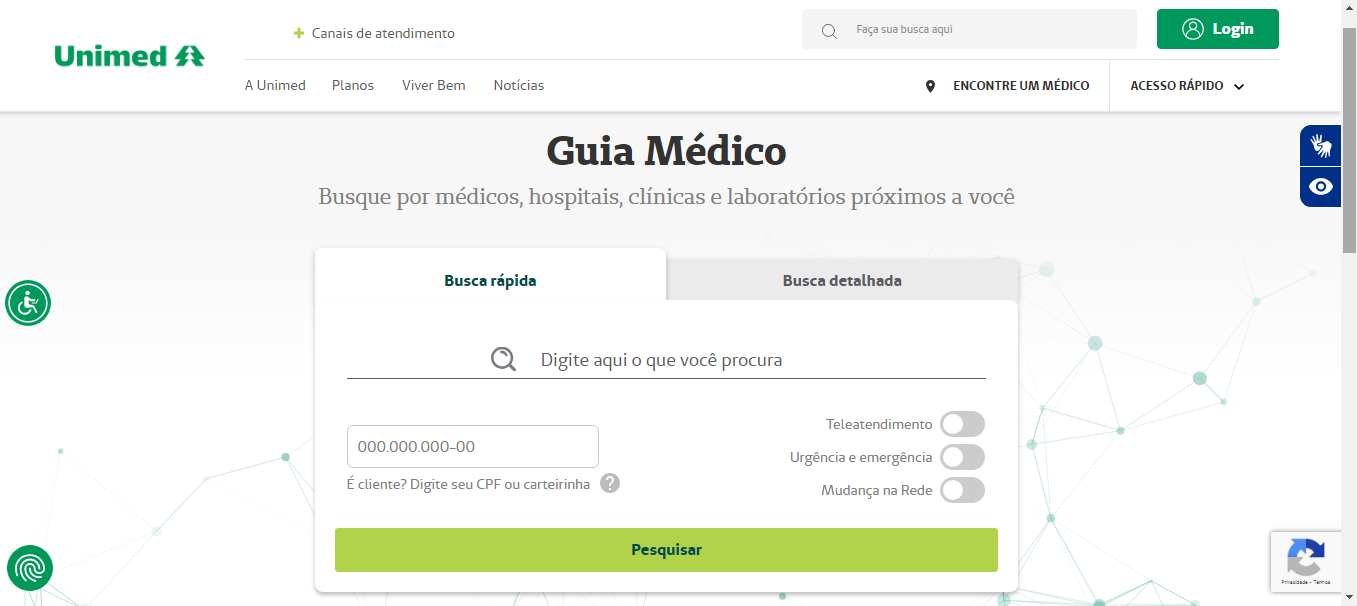 Unimed
Canais de atendimento
Faça sua busca aqui
Login
A Unimed
Planos
Viver Bem
Notícias
ENCONTRE UM MÉDICO
ACESSO RÁPIDO
Guia Médico
Busque por médicos, hospitais, clínicas e laboratórios próximos a você
Busca rápida
Busca detalhada
Digite aqui o que você procura
000.000.000-00
É cliente? Digite seu CPF ou carteirinha ?
Teleatendimento
Urgência e emergência
Mudança na Rede
Pesquisar
Privacidade - Termos